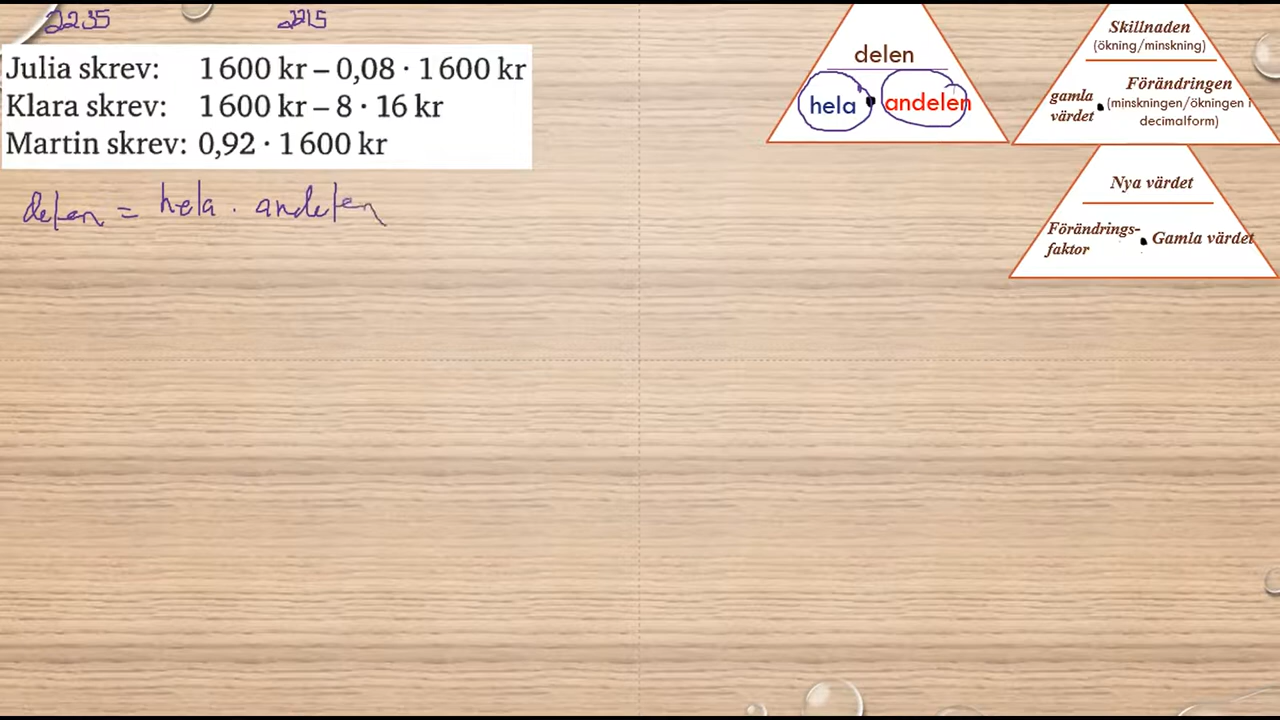 2235 2215
Julia skrev: 1 600 kr – 0,08 · 1 600 kr
Klara skrev: 1 600 kr – 8 · 16 kr
Martin skrev: 0,92 · 1 600 kr
delen = hela · andelen
delen
hela · andelen
Skillnaden
(ökning/minskning)
gamla värdet · Förändringen
(minskningen/ökningen i
decimalform)
Nya värdet
Förändrings-
faktor · Gamla värdet